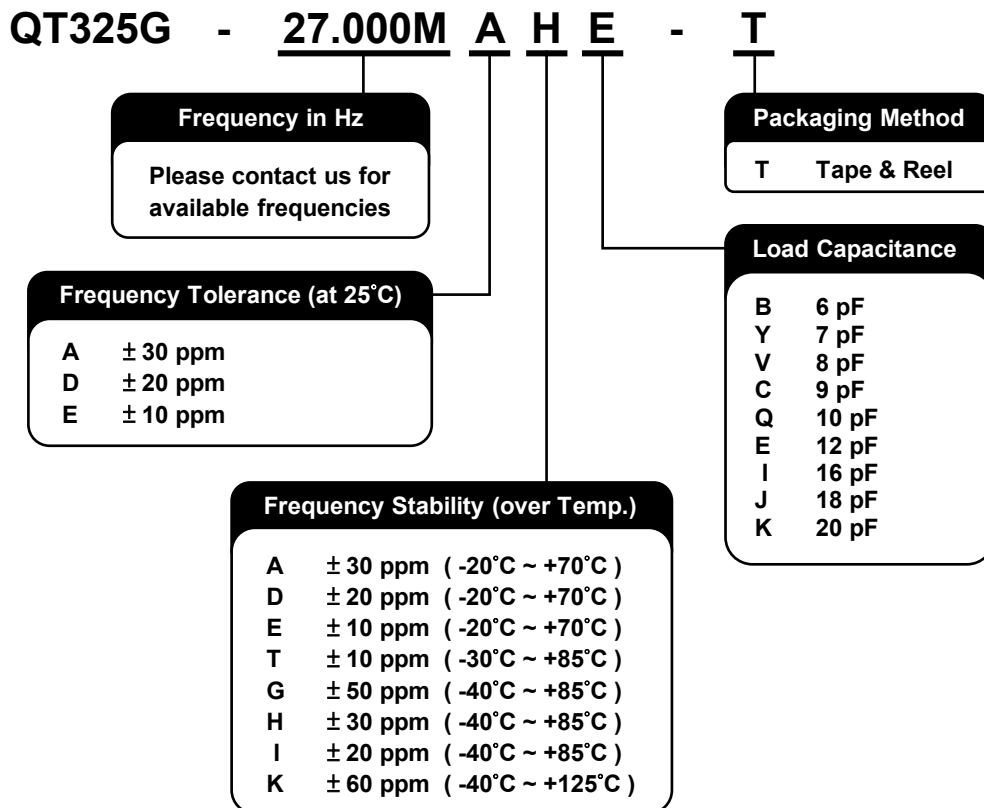 QT325G - 27.000M A H E - T
Frequency in Hz
Please contact us for
available frequencies
Packaging Method
T Tape & Reel
Load Capacitance
B 6 pF
Y 7 pF
V 8 pF
C 9 pF
Q 10 pF
E 12 pF
I 16 pF
J 18 pF
K 20 pF
Frequency Tolerance (at 25˚C)
A ± 30 ppm
D ± 20 ppm
E ± 10 ppm
Frequency Stability (over Temp.)
A ± 30 ppm ( -20˚C ~ +70˚C )
D ± 20 ppm ( -20˚C ~ +70˚C )
E ± 10 ppm ( -20˚C ~ +70˚C )
T ± 10 ppm ( -30˚C ~ +85˚C )
G ± 50 ppm ( -40˚C ~ +85˚C )
H ± 30 ppm ( -40˚C ~ +85˚C )
I ± 20 ppm ( -40˚C ~ +85˚C )
K ± 60 ppm ( -40˚C ~ +125˚C )